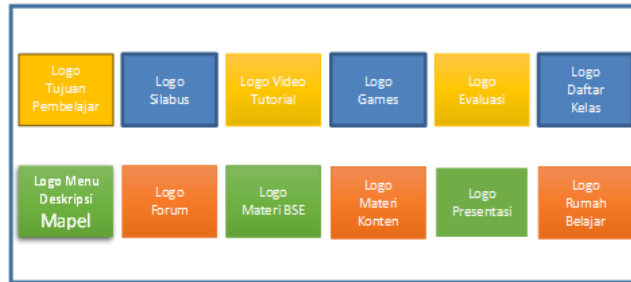 Logo
Tujuan
Pembelajar
Logo
Silabus
Logo Video
Tutorial
Logo
Games
Logo
Evaluasi
Logo
Daftar
Kelas
Logo Menu
Deskripsi
Mapel
Logo
Forum
Logo
Materi BSE
Logo
Materi
Konten
Logo
Presentasi
Logo
Rumah
Belajar